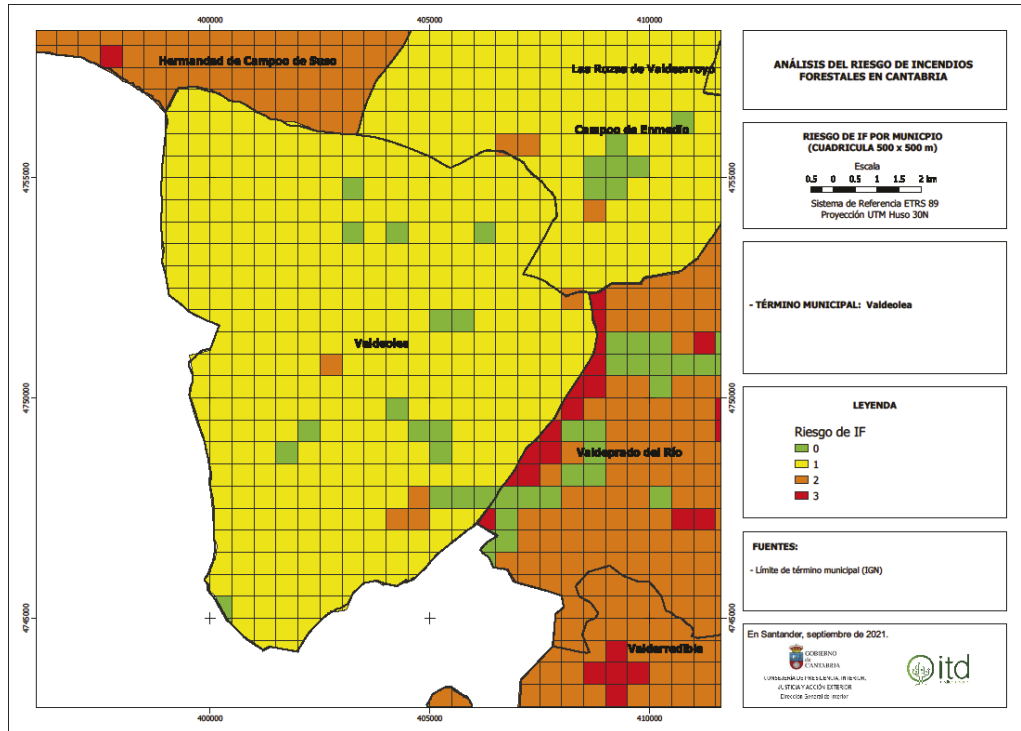 400000
405000
410000
Hermandad de Campoo de Suso
Las Rozas de Valdearroyo
Campoo de Enmedio
4755000
4755000
Valdeolea
4750000
4750000
Valdeprado del Río
4745000
4745000
Valderredible
400000
405000
410000
ANÁLISIS DEL RIESGO DE INCENDIOS
FORESTALES EN CANTABRIA
RIESGO DE IF POR MUNICPIO
(CUADRICULA 500 x 500 m)
Escala
0.5 0 0.5 1 1.5 2 km
Sistema de Referencia ETRS 89
Proyección UTM Huso 30N
- TÉRMINO MUNICIPAL: Valdeolea
LEYENDA
Riesgo de IF
0
1
2
3
FUENTES:
- Límite de término municipal (IGN)
En Santander, septiembre de 2021.
GOBIERNO
de
CANTABRIA
CONSEJERÍA DE PRESIDENCIA, INTERIOR,
JUSTICIA Y ACCIÓN EXTERIOR
Dirección General de Interior
itd